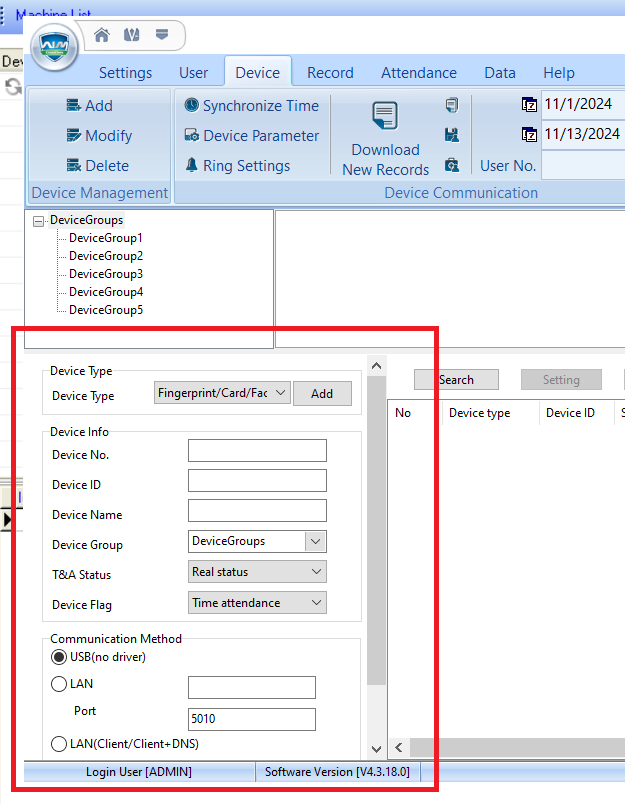 Machine List
Dev
AIM
Settings User Device Record Attendance Data Help
Add
Modify
Delete
Device Management
Synchronize Time
Device Parameter
Ring Settings
Download
New Records
11/1/2024
11/13/2024
User No.
Device Communication
DeviceGroups
DeviceGroup1
DeviceGroup2
DeviceGroup3
DeviceGroup4
DeviceGroup5
Device Type
Device Type Fingerprint/Card/Fac Add
Device Info
Device No.
Device ID
Device Name
Device Group DeviceGroups
T&A Status Real status
Device Flag Time attendance
Communication Method
USB(no driver)
LAN
Port 5010
LAN(Client/Client+DNS)
Search Setting
No Device type Device ID S
Login User [ADMIN] Software Version [V4.3.18.0]